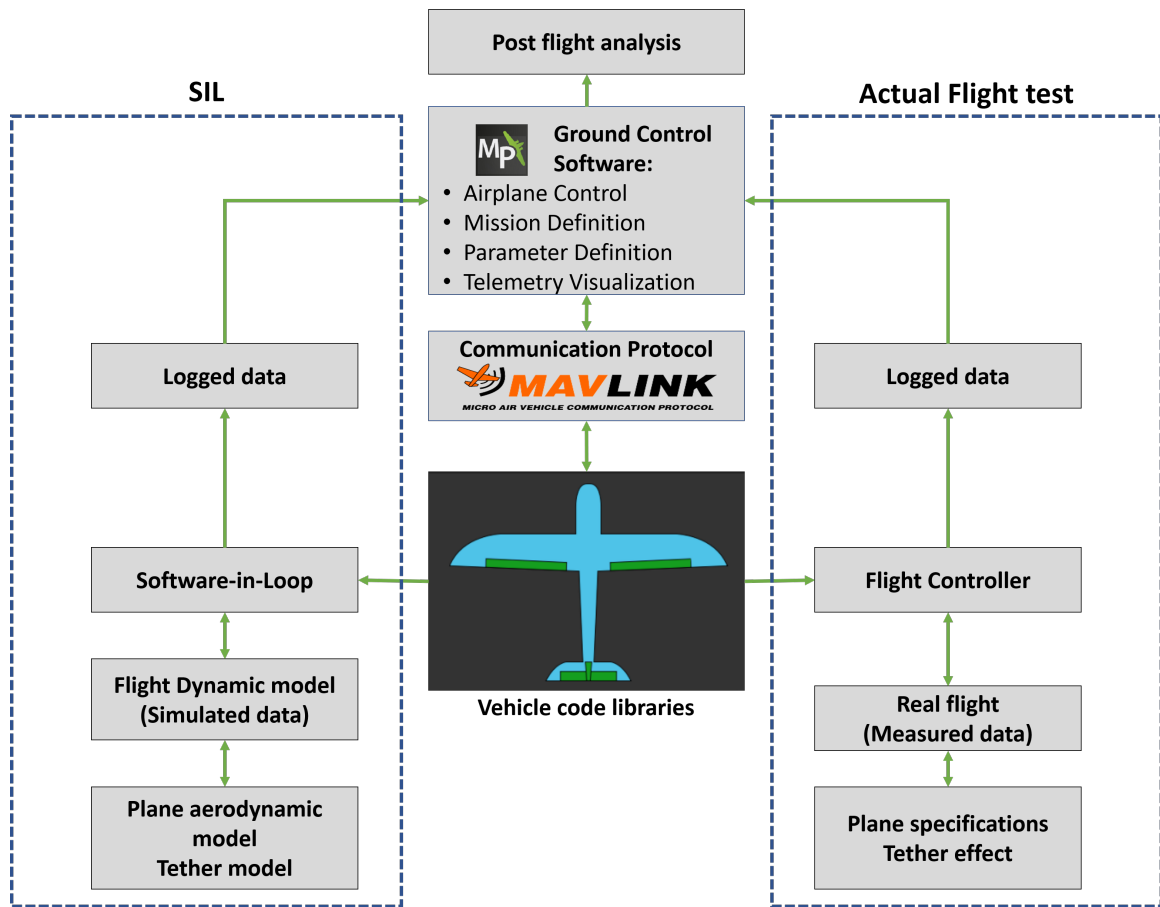 Post flight analysis
SIL
Actual Flight test
MP
Ground Control
Software:
• Airplane Control
• Mission Definition
• Parameter Definition
• Telemetry Visualization
Communication Protocol
MAVLINK
MICRO AIR VEHICLE COMMUNICATION PROTOCOL
Logged data
Logged data
Software-in-Loop
Flight Controller
Flight Dynamic model
(Simulated data)
Vehicle code libraries
Real flight
(Measured data)
Plane aerodynamic
model
Tether model
Plane specifications
Tether effect